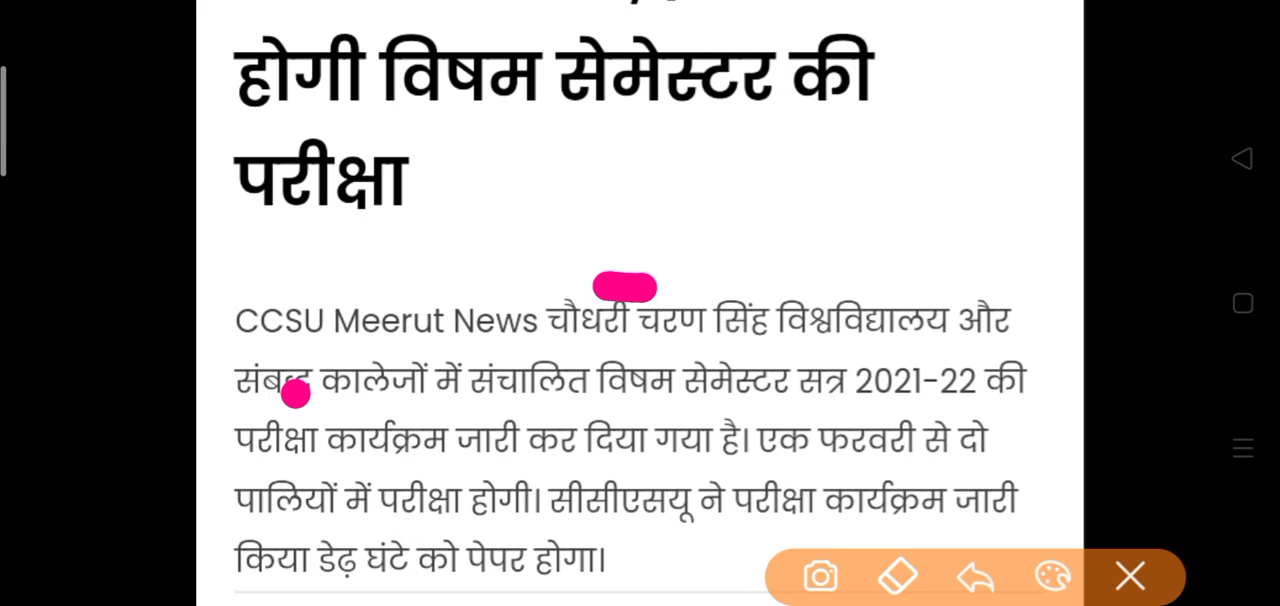 होगी विषम सेमेस्टर की
परीक्षा
CCSU Meerut News चौधरी चरण सिंह विश्वविद्यालय और
कालेजों में संचालित विषम सेमेस्टर सत्र 2021-22 की
परीक्षा कार्यक्रम जारी कर दिया गया है। एक फरवरी से दो
पालियों में परीक्षा होगी। सीसीएसयू ने परीक्षा कार्यक्रम जारी
किया डेढ़ घंटे को पेपर होगा।